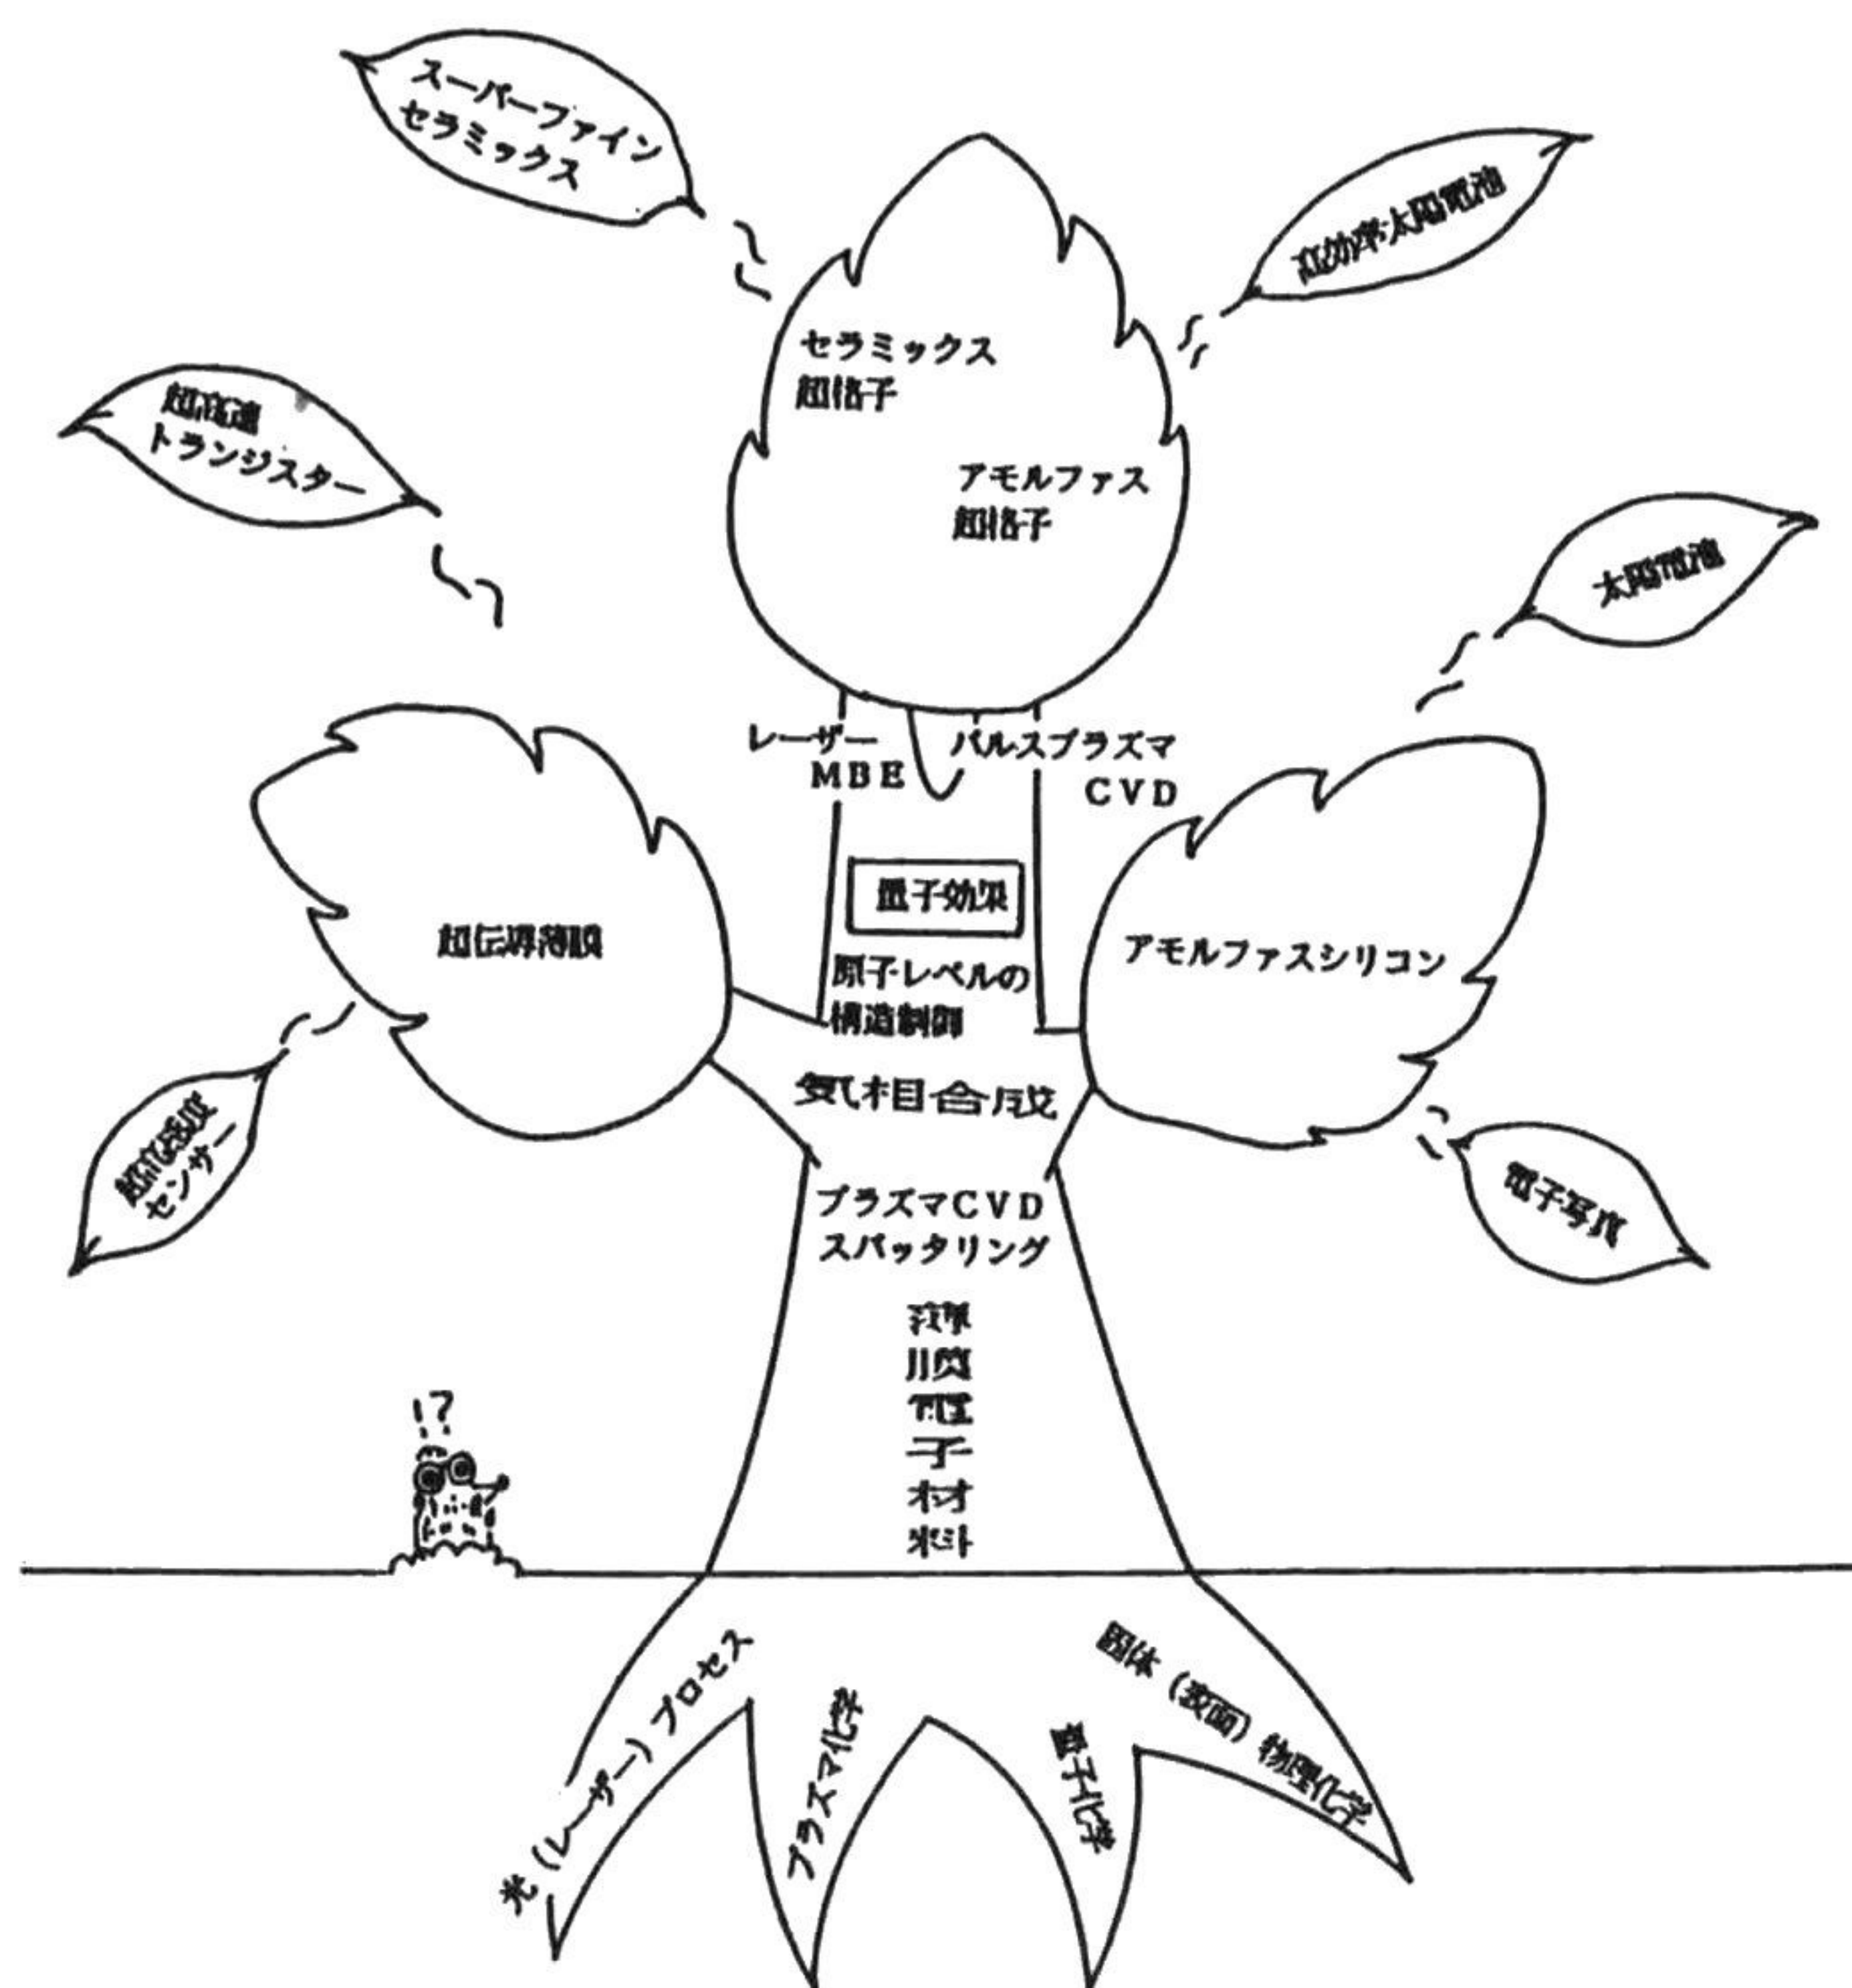 スーパーファイン
セラミックス
高効率太陽電池
セラミックス
超格子
超高速
トランジスター
アモルファス
超格子
太陽電池
レーザー
MBE
パルスプラズマ
CVD
量子効果
超伝導薄膜
原子レベルの
構造制御
アモルファスシリコン
気相合成
超高感度
センサー
プラズマCVD
スパッタリング
電子写真
薄
膜
電
子
材
料
!?
光(レーザー)プロセス
プラズマ化学
量子化学
固体(表面)物理化学